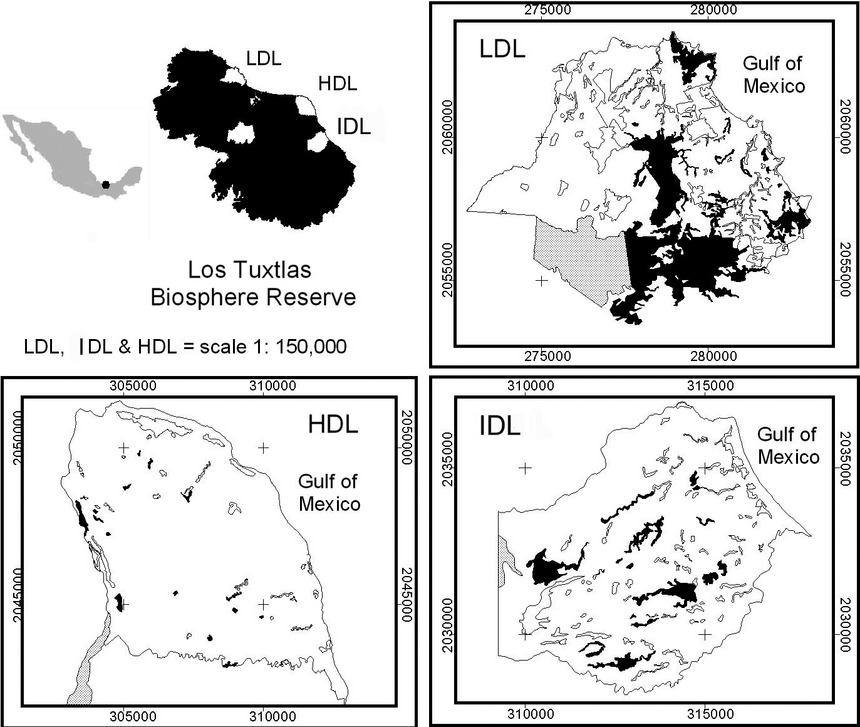 LDL
HDL
IDL
Los Tuxtlas
Biosphere Reserve
LDL, IDL & HDL = scale 1: 150,000
275000 280000
LDL
Gulf of
Mexico
2060000 2060000
2055000 2055000
275000 280000
305000 310000
HDL
Gulf of
Mexico
2050000 2050000
2045000 2045000
305000 310000
310000 315000
IDL
Gulf of
Mexico
2035000 2035000
2030000 2030000
310000 315000